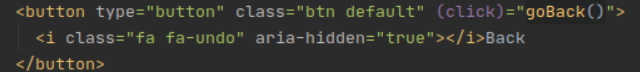 <button type="button" class="btn default" (click)="goBack()">
<i class="fa fa-undo" aria-hidden="true"></i>Back
</button>